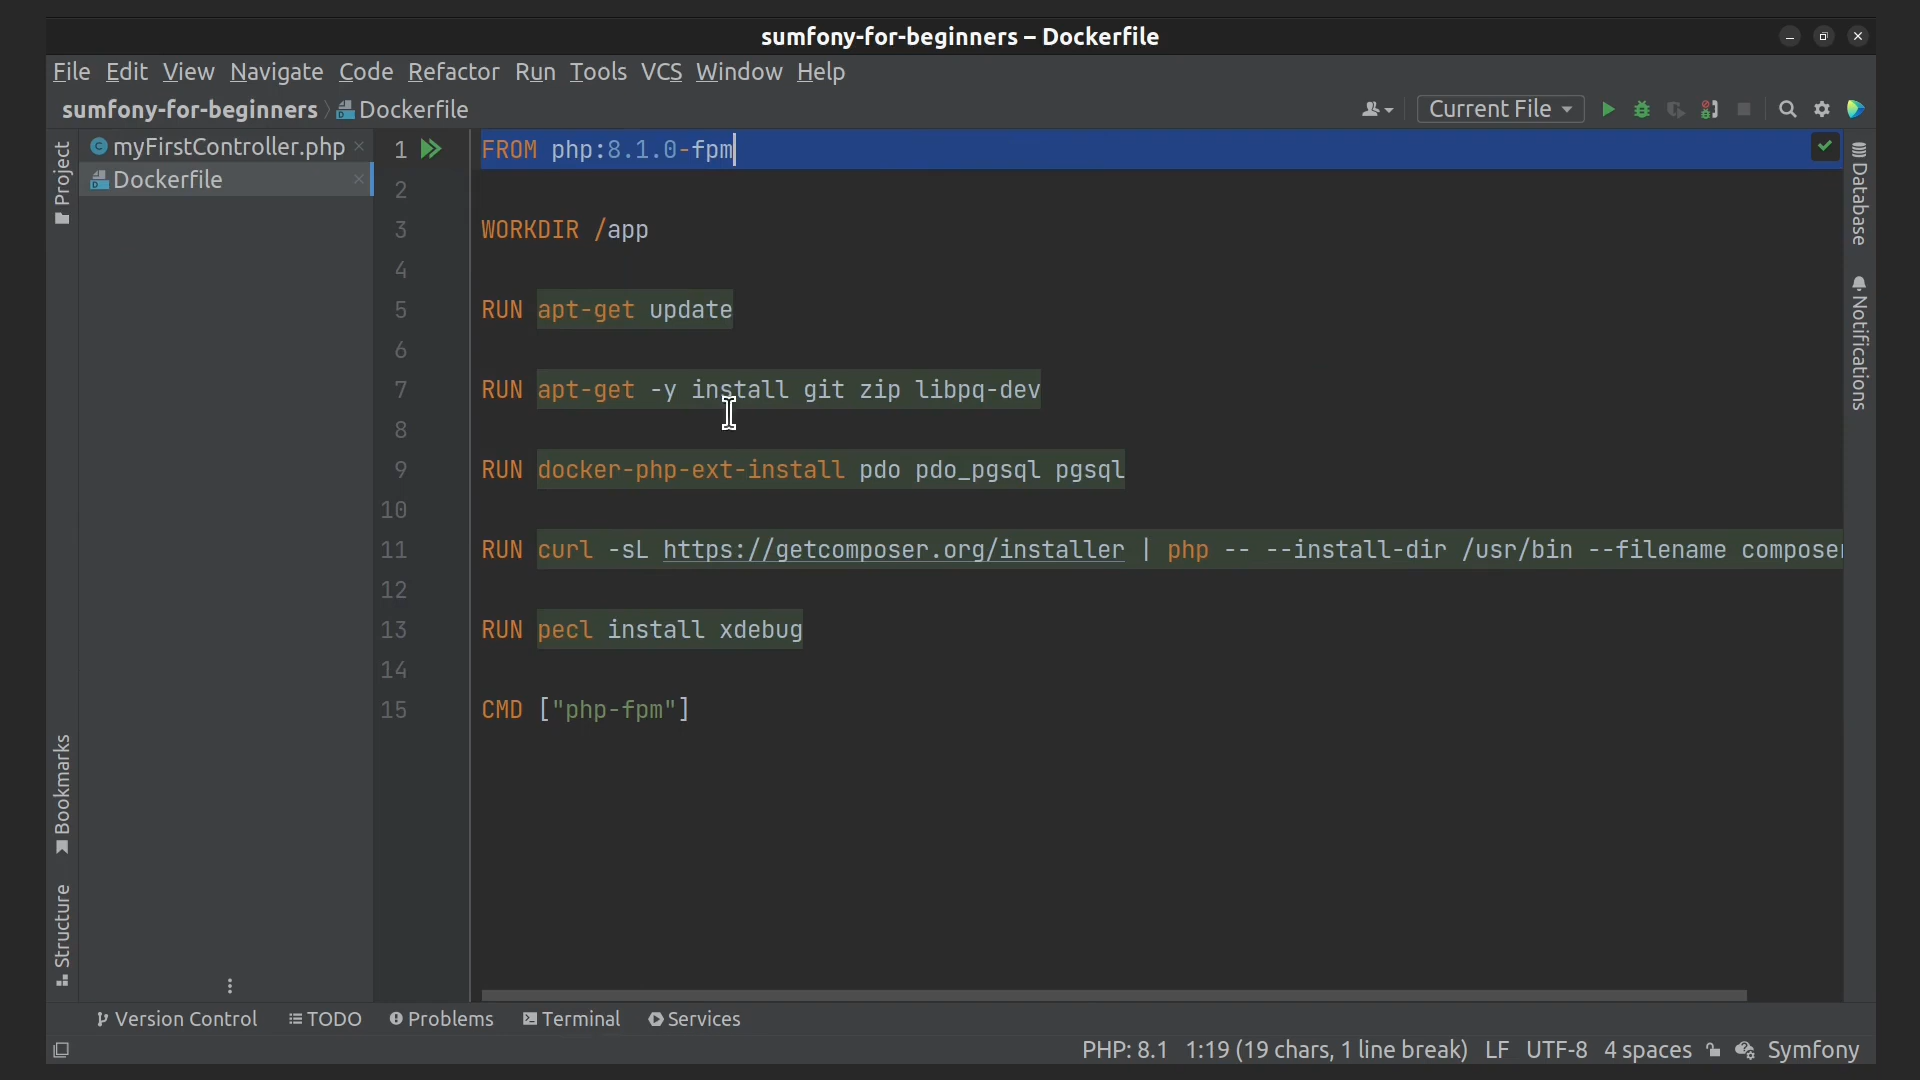 sumfony-for-beginners – Dockerfile
File Edit View Navigate Code Refactor Run Tools VCS Window Help
sumfony-for-beginners Dockerfile Current File
Project
myFirstController.php
Dockerfile
Bookmarks
Structure
1 FROM php:8.1.0-fpm
2
3 WORKDIR /app
4
5 RUN apt-get update
6
7 RUN apt-get -y install git zip libpq-dev
8
9 RUN docker-php-ext-install pdo pdo_pgsql pgsql
10
11 RUN curl -sL https://getcomposer.org/installer | php -- --install-dir /usr/bin --filename composer
12
13 RUN pecl install xdebug
14
15 CMD ["php-fpm"]
Database
Notifications
Version Control TODO Problems Terminal Services
PHP: 8.1 1:19 (19 chars, 1 line break) LF UTF-8 4 spaces Symfony